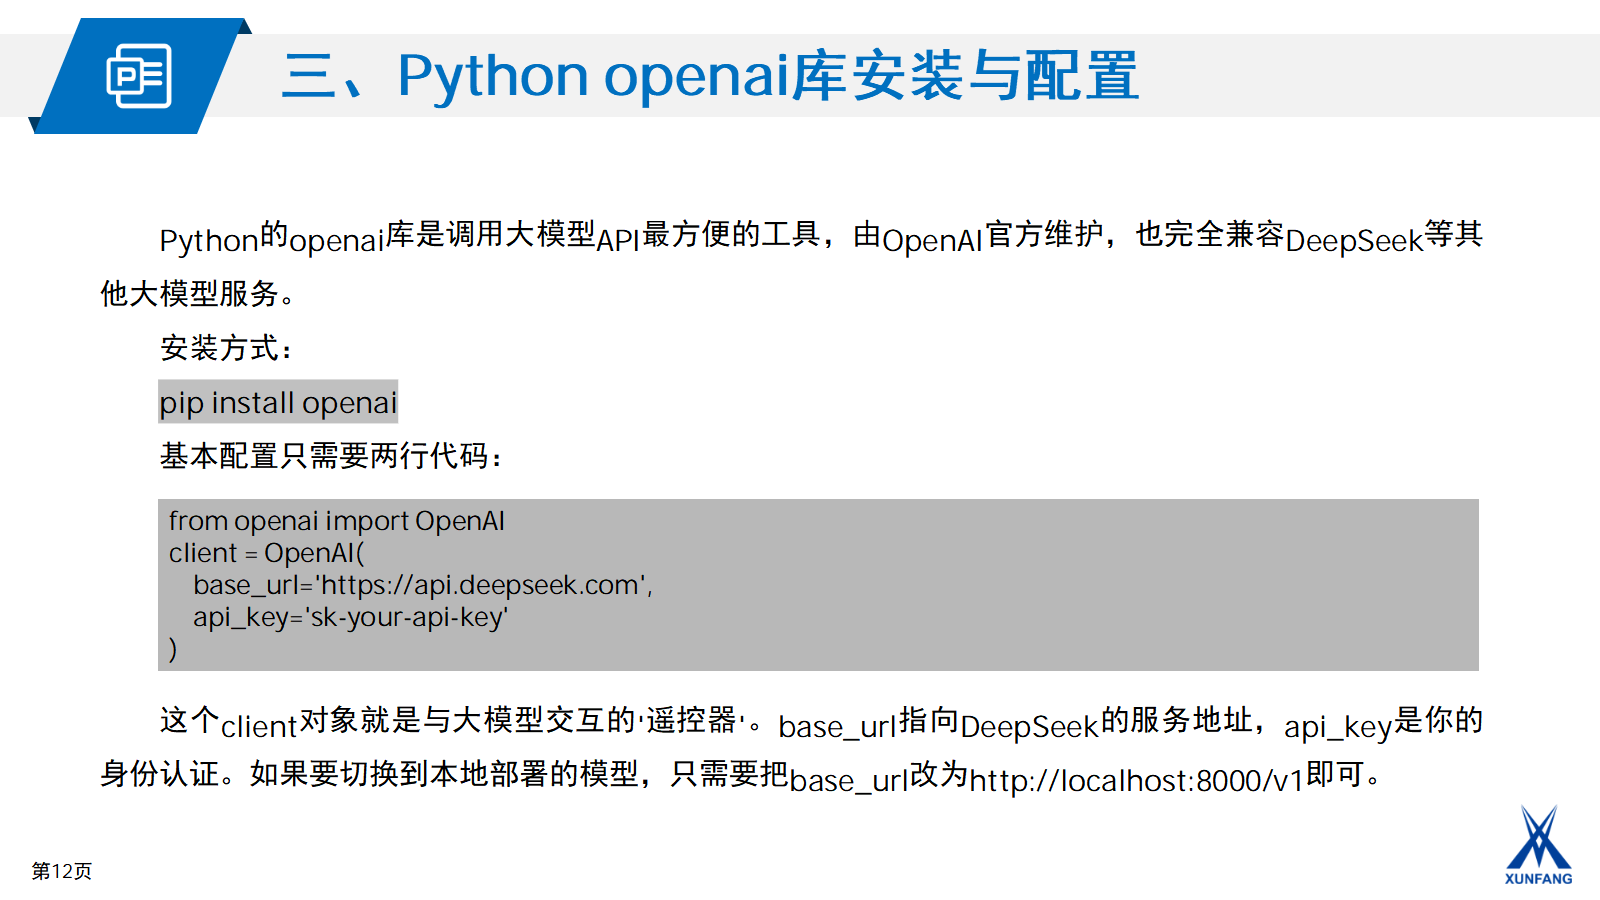 三、Python openai库安装与配置
Python的openai库是调用大模型API最方便的工具，由OpenAI官方维护，也完全兼容DeepSeek等其
他大模型服务。
安装方式：
pip install openai
基本配置只需要两行代码：
from openai import OpenAI
client = OpenAI(
    base_url='https://api.deepseek.com',
    api_key='sk-your-api-key'
)
这个client对象就是与大模型交互的'遥控器'。base_url指向DeepSeek的服务地址，api_key是你的
身份认证。如果要切换到本地部署的模型，只需要把base_url改为http://localhost:8000/v1即可。
第12页
XUNFANG